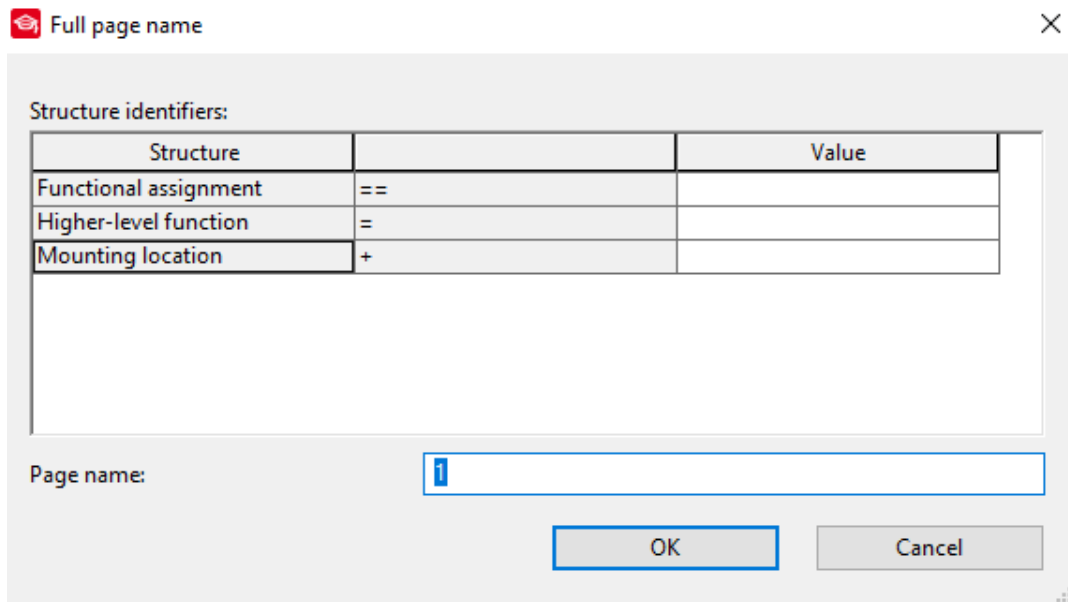 Full page name
Structure identifiers:
Structure Value
Functional assignment ==
Higher-level function =
Mounting location +
Page name: 1
OK Cancel